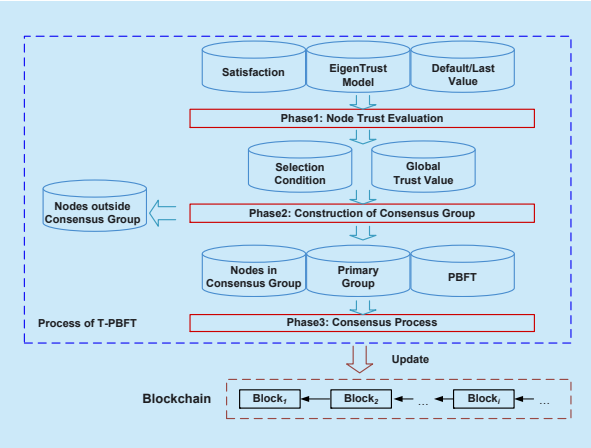 Satisfaction
EigenTrust
Model
Default/Last
Value
Phase1: Node Trust Evaluation
Selection
Condition
Global
Trust Value
Nodes outside
Consensus Group
Phase2: Construction of Consensus Group
Nodes in
Consensus Group
Primary
Group
PBFT
Process of T-PBFT
Phase3: Consensus Process
Update
Blockchain
Block1
Block2
...
Blocki
...